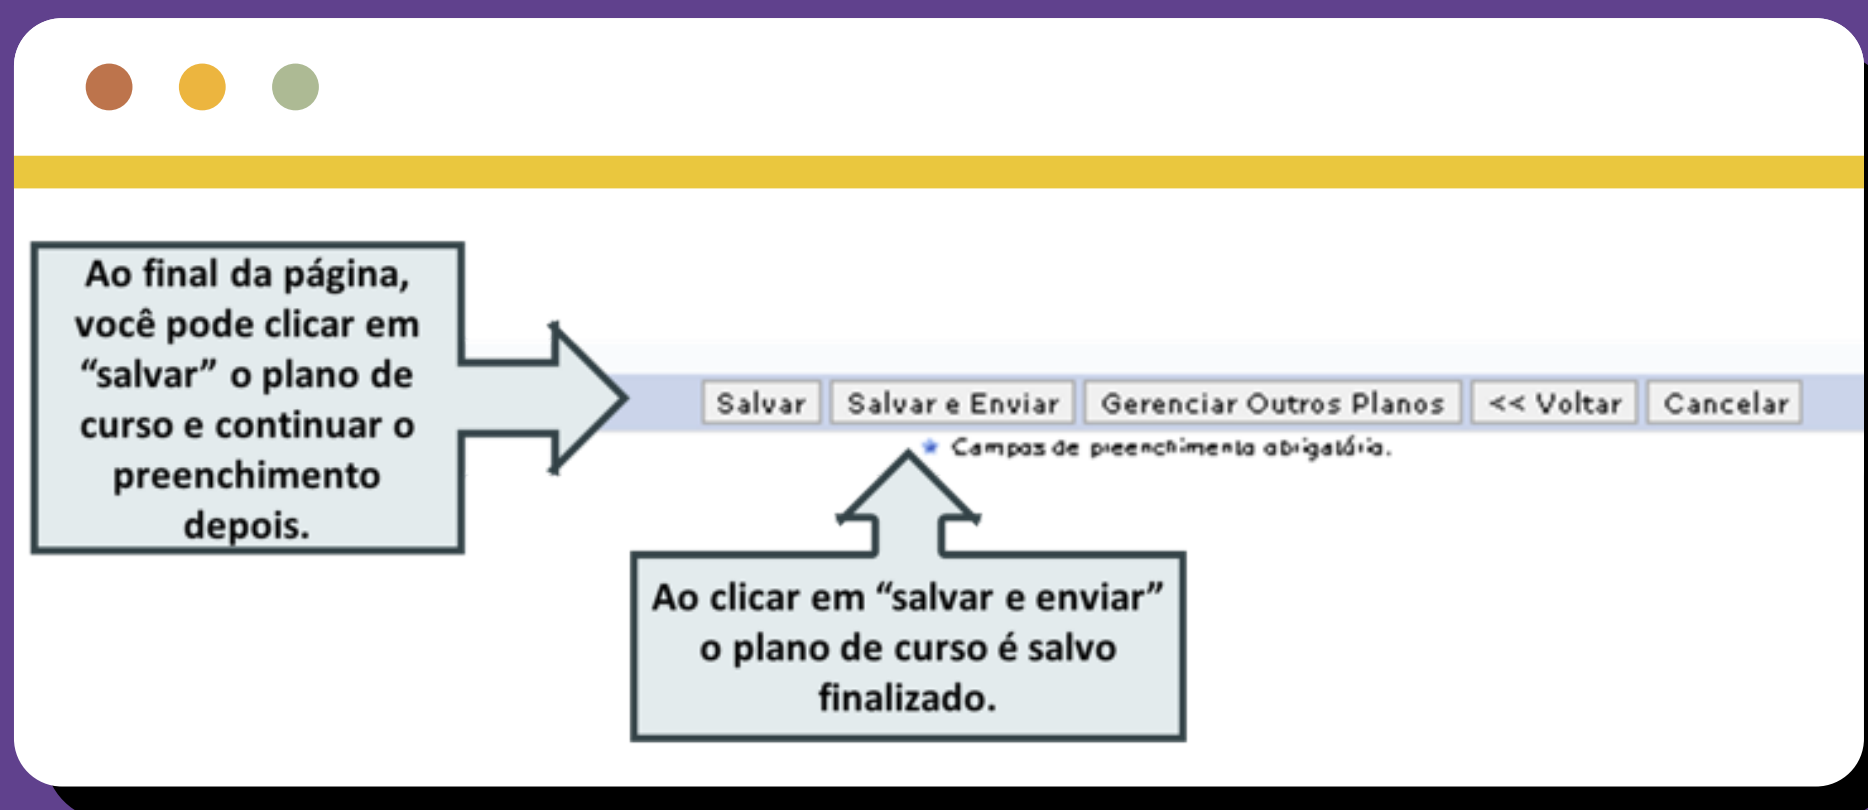 Ao final da página,
você pode clicar em
“salvar” o plano de
curso e continuar o
preenchimento
depois.
Salvar Salvar e Enviar Gerenciar Outros Planos << Voltar Cancelar
Campos de preenchimento obrigatório.
Ao clicar em “salvar e enviar”
o plano de curso é salvo
finalizado.